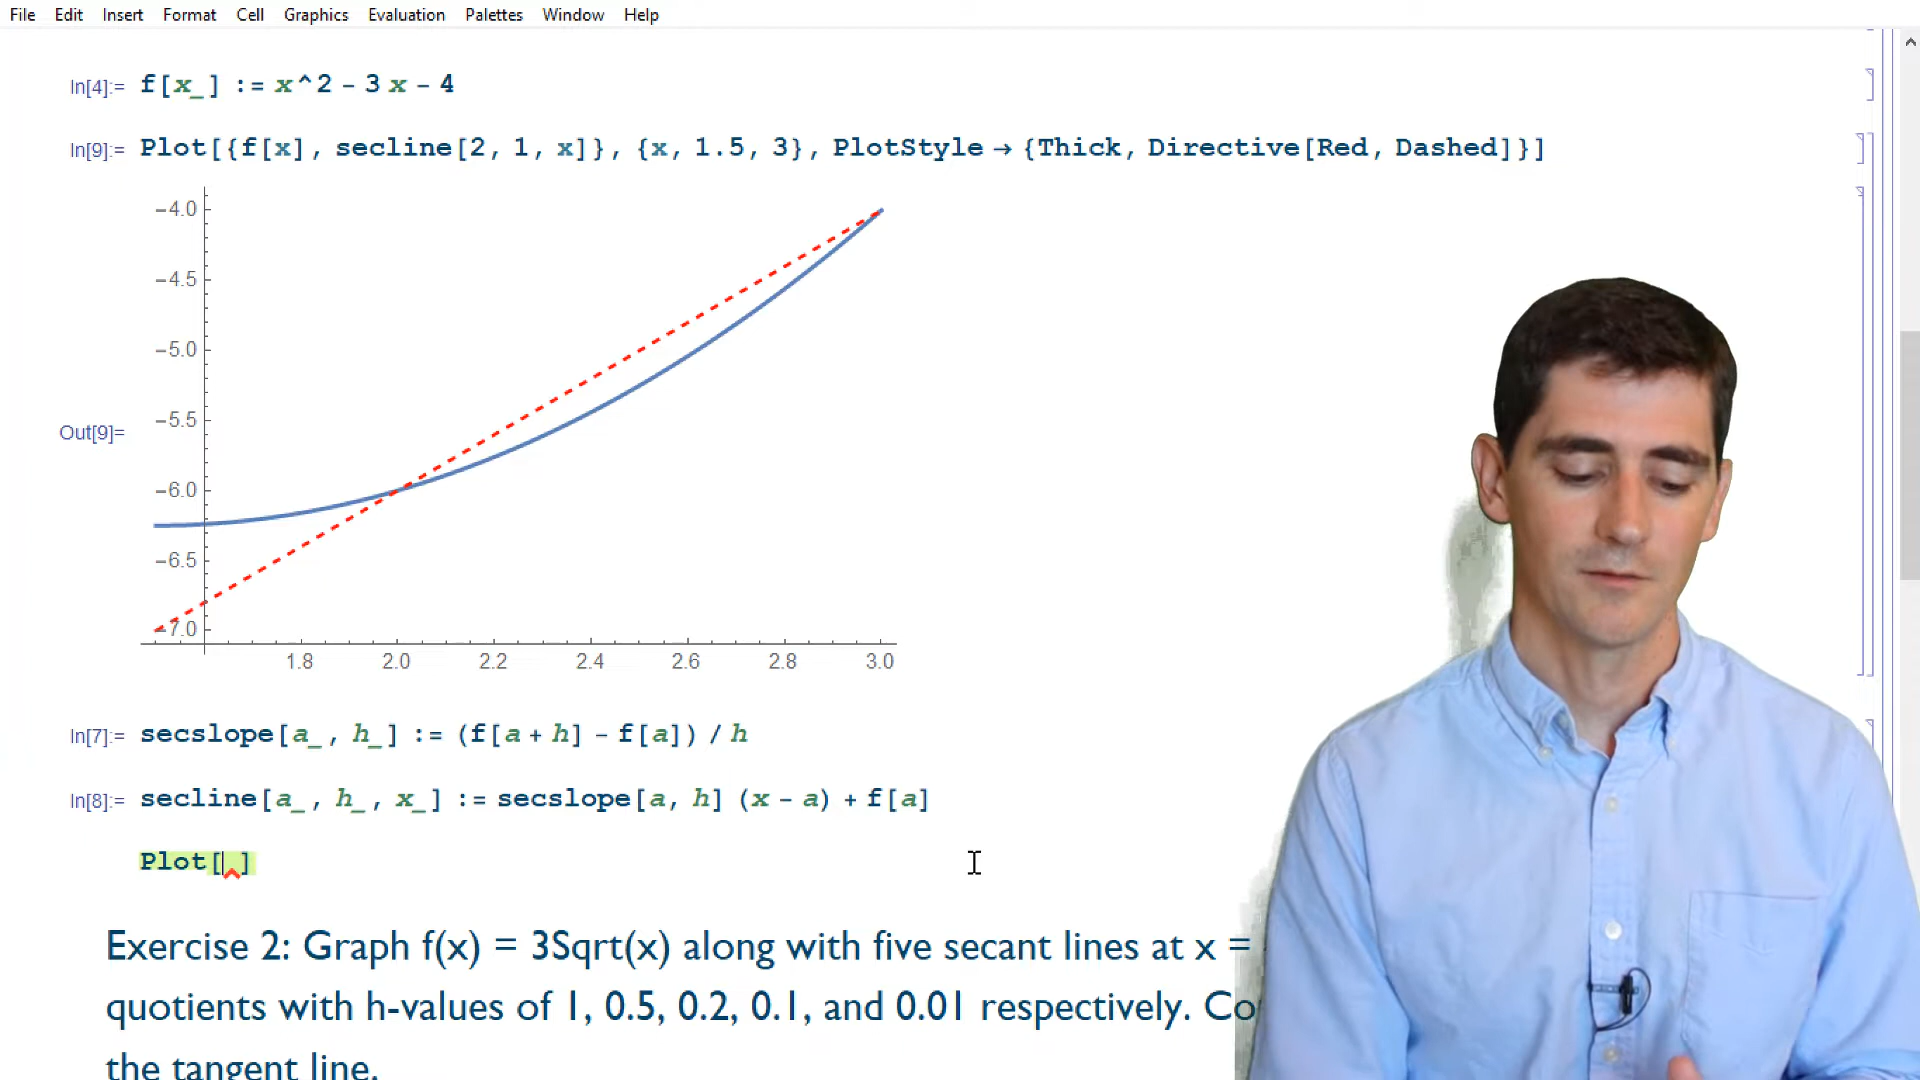 File Edit Insert Format Cell Graphics Evaluation Palettes Window Help
In[4]:= f[x_] := x^2 - 3 x - 4
In[9]:= Plot[{f[x], secline[2, 1, x]}, {x, 1.5, 3}, PlotStyle → {Thick, Directive[Red, Dashed]}]
-4.0
-4.5
-5.0
-5.5
Out[9]=
-6.0
-6.5
-7.0
1.8 2.0 2.2 2.4 2.6 2.8 3.0
In[7]:= secslope[a_, h_] := (f[a + h] - f[a]) / h
In[8]:= secline[a_, h_, x_] := secslope[a, h] (x - a) + f[a]
Plot[ ]
Exercise 2: Graph f(x) = 3Sqrt(x) along with five secant lines at x =
quotients with h-values of 1, 0.5, 0.2, 0.1, and 0.01 respectively. Co
the tangent line.